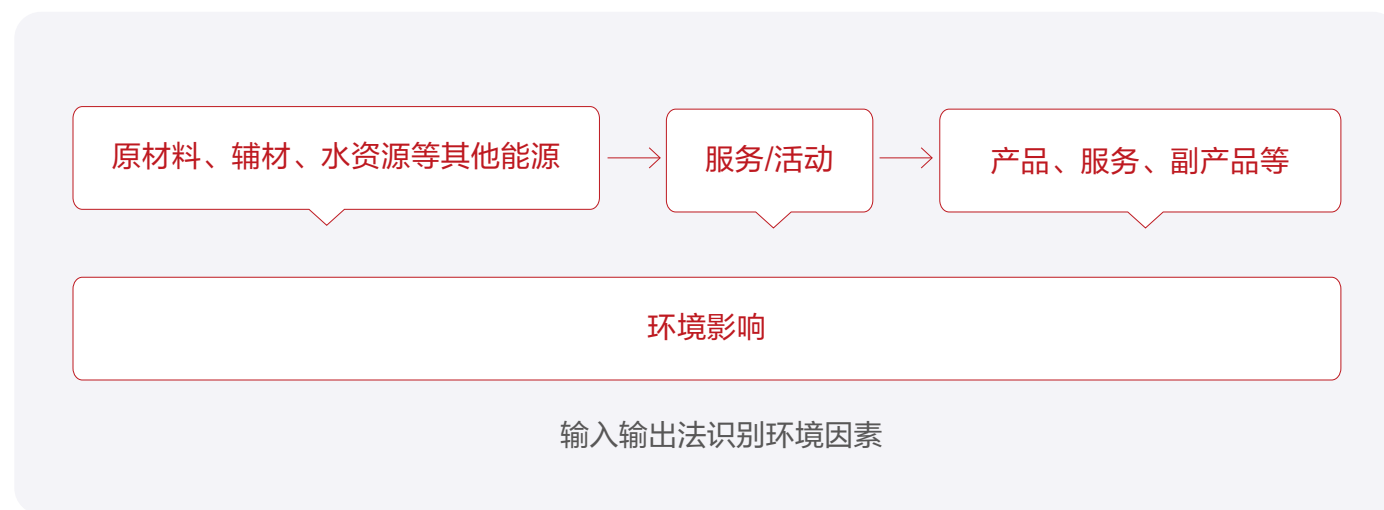 原材料、辅材、水资源等其他能源
服务/活动
产品、服务、副产品等
环境影响
输入输出法识别环境因素